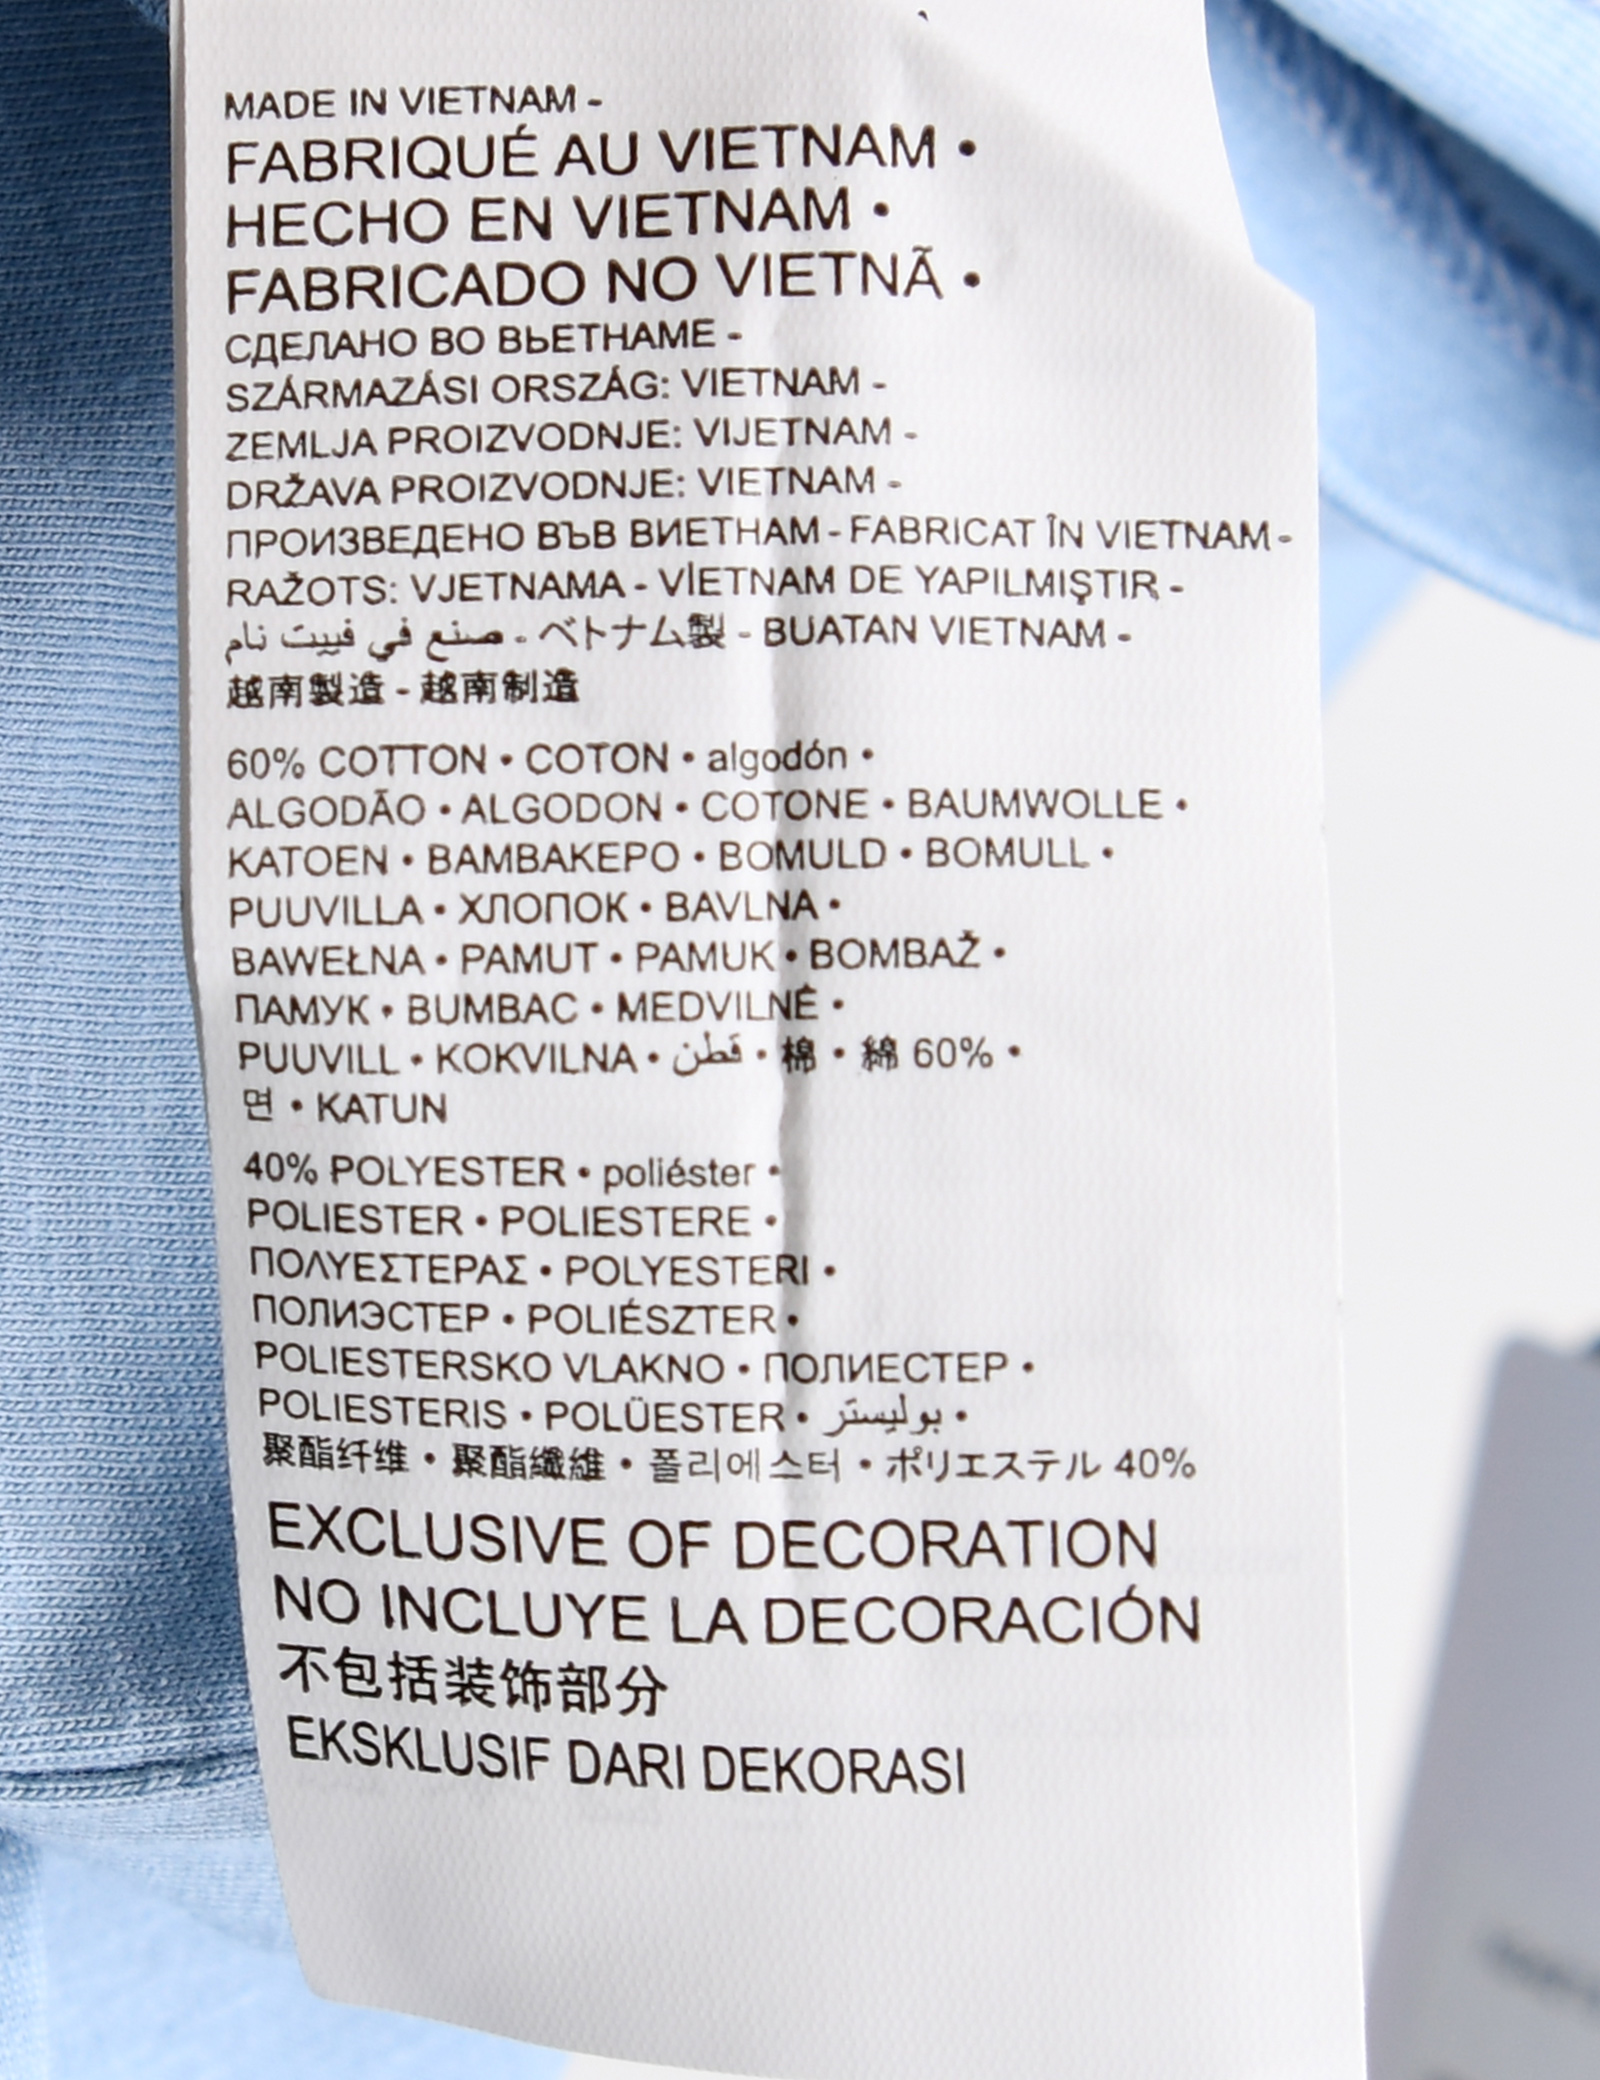 MADE IN VIETNAM -
FABRIQUÉ AU VIETNAM •
HECHO EN VIETNAM •
FABRICADO NO VIETNÃ •
СДЕЛАНО ВО ВЬЕТНАМЕ -
SZÁRMAZÁSI ORSZÁG: VIETNAM -
ZEMLJA PROIZVODNJE: VIJETNAM -
DRŽAVA PROIZVODNJE: VIETNAM -
ПРОИЗВЕДЕНО ВЪВ ВИЕТНАМ - FABRICAT ÎN VIETNAM -
RAŽOTS: VJETNAMA - VİETNAM DE YAPILMIŞTIR -
صنع في فييت نام - ベトナム製 - BUATAN VIETNAM -
越南製造 - 越南制造
60% COTTON • COTON • algodón •
ALGODÃO • ALGODON • COTONE • BAUMWOLLE •
KATOEN • ΒΑΜΒΑΚΕΡΟ • BOMULD • BOMULL •
PUUVILLA • ХЛОПОК • BAVLNA •
BAWEŁNA • PAMUT • PAMUK • BOMBAŽ •
ПАМУК • BUMBAC • MEDVILNĖ •
PUUVILL • KOKVILNA • قطن • 棉 • 綿 60% •
면 • KATUN
40% POLYESTER • poliéster •
POLIESTER • POLIESTERE •
ΠΟΛΥΕΣΤΕΡΑΣ • POLYESTERI •
ПОЛИЭСТЕР • POLIÉSZTER •
POLIESTERSKO VLAKNO • ПОЛИЕСТЕР •
POLIESTERIS • POLÜESTER • بوليستر •
聚酯纤维 • 聚酯纖維 • 폴리에스터 • ポリエステル 40%
EXCLUSIVE OF DECORATION
NO INCLUYE LA DECORACIÓN
不包括装饰部分
EKSKLUSIF DARI DEKORASI